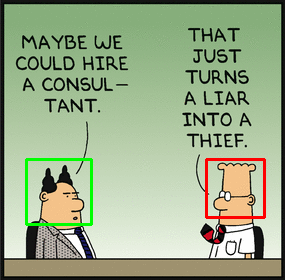 MAYBE WE
COULD HIRE
A CONSUL-
TANT.
THAT
JUST
TURNS
A LIAR
INTO A
THIEF.